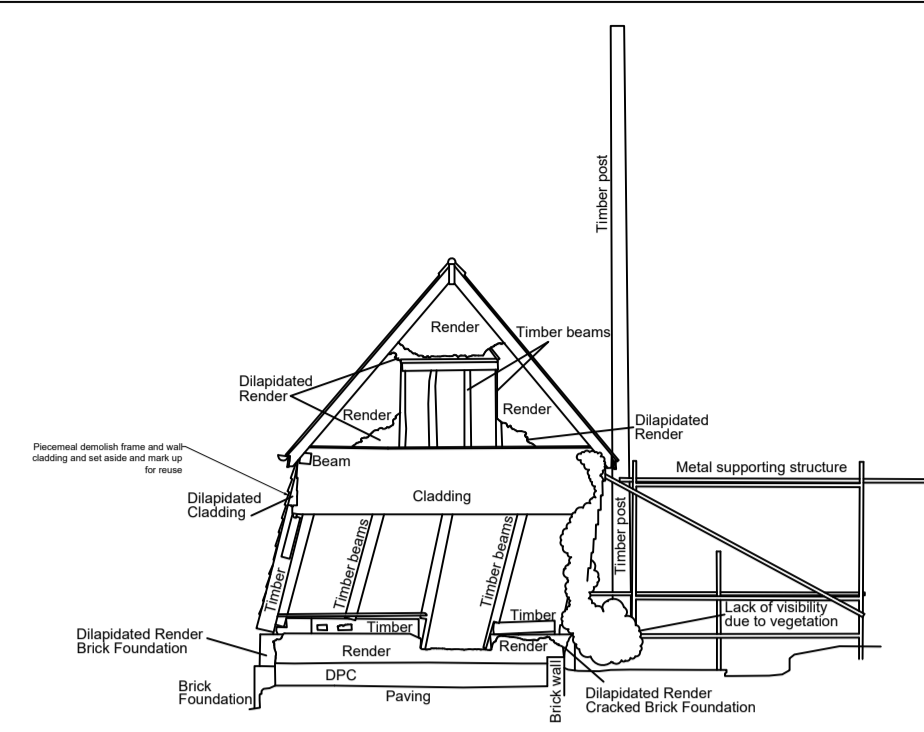 Timber post
Render
Timber beams
Dilapidated
Render
Render
Render
Dilapidated
Render
Piecemeal demolish frame and wall
cladding and set aside and mark up
for reuse
Beam
Metal supporting structure
Dilapidated
Cladding
Cladding
Timber post
Timber beams
Timber beams
Timber
Timber
Timber
Lack of visibility
due to vegetation
Dilapidated Render
Brick Foundation
Render
Render
DPC
Brick
Foundation
Paving
Brick wall
Dilapidated Render
Cracked Brick Foundation